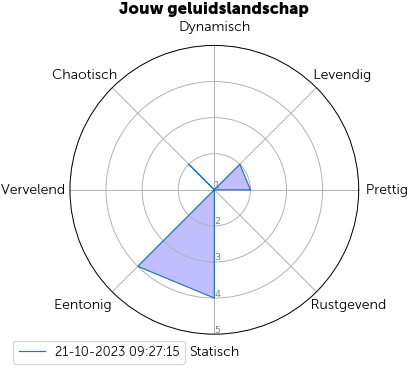 Jouw geluidslandschap
Dynamisch
Chaotisch
Levendig
Vervelend
Prettig
1
2
3
4
5
Eentonig
Rustgevend
21-10-2023 09:27:15
Statisch